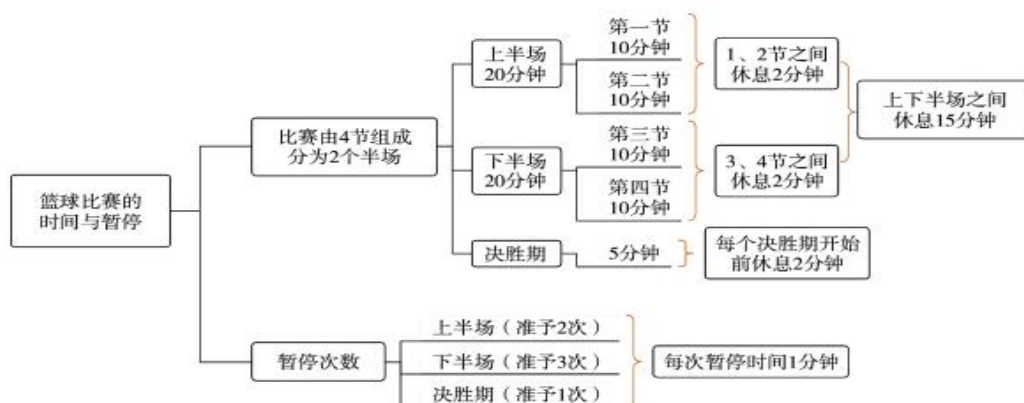 篮球比赛的
时间与暂停
比赛由4节组成
分为2个半场
上半场
20分钟
第一节
10分钟
第二节
10分钟
1、2节之间
休息2分钟
下半场
20分钟
第三节
10分钟
第四节
10分钟
3、4节之间
休息2分钟
上下半场之间
休息15分钟
决胜期
5分钟
每个决胜期开始
前休息2分钟
暂停次数
上半场（准予2次）
下半场（准予3次）
决胜期（准予1次）
每次暂停时间1分钟